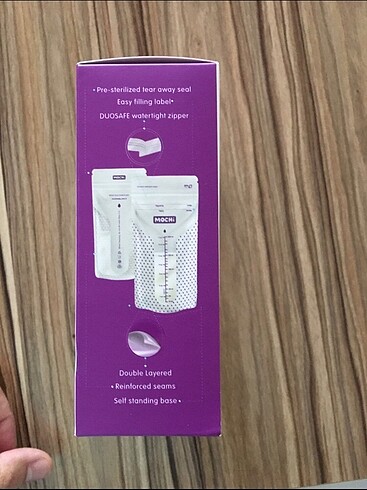 • Pre-sterilized tear away seal
Easy filling label•
DUOSAFE watertight zipper
MOCHi
MOCHi
Double Layered
• Reinforced seams
Self standing base •